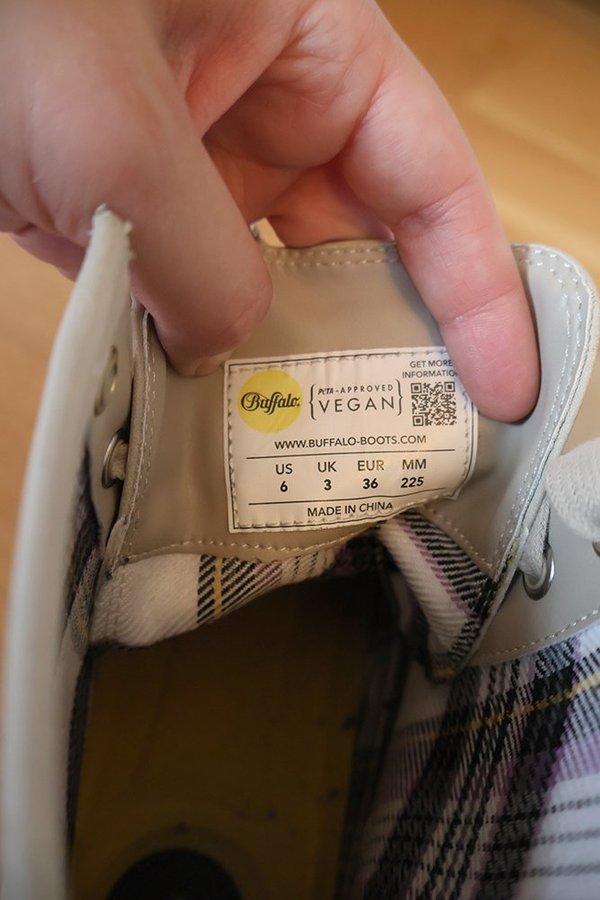 Buffalo
PETA-APPROVED
VEGAN
GET MORE
INFORMATION
WWW.BUFFALO-BOOTS.COM
US UK EUR MM
6 3 36 225
MADE IN CHINA